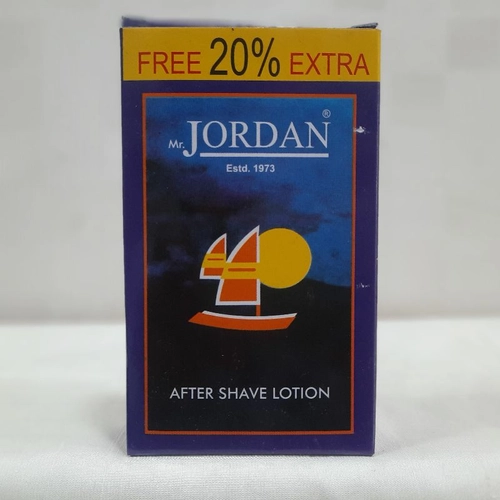 FREE 20% EXTRA
Mr. JORDAN®
Estd. 1973
AFTER SHAVE LOTION